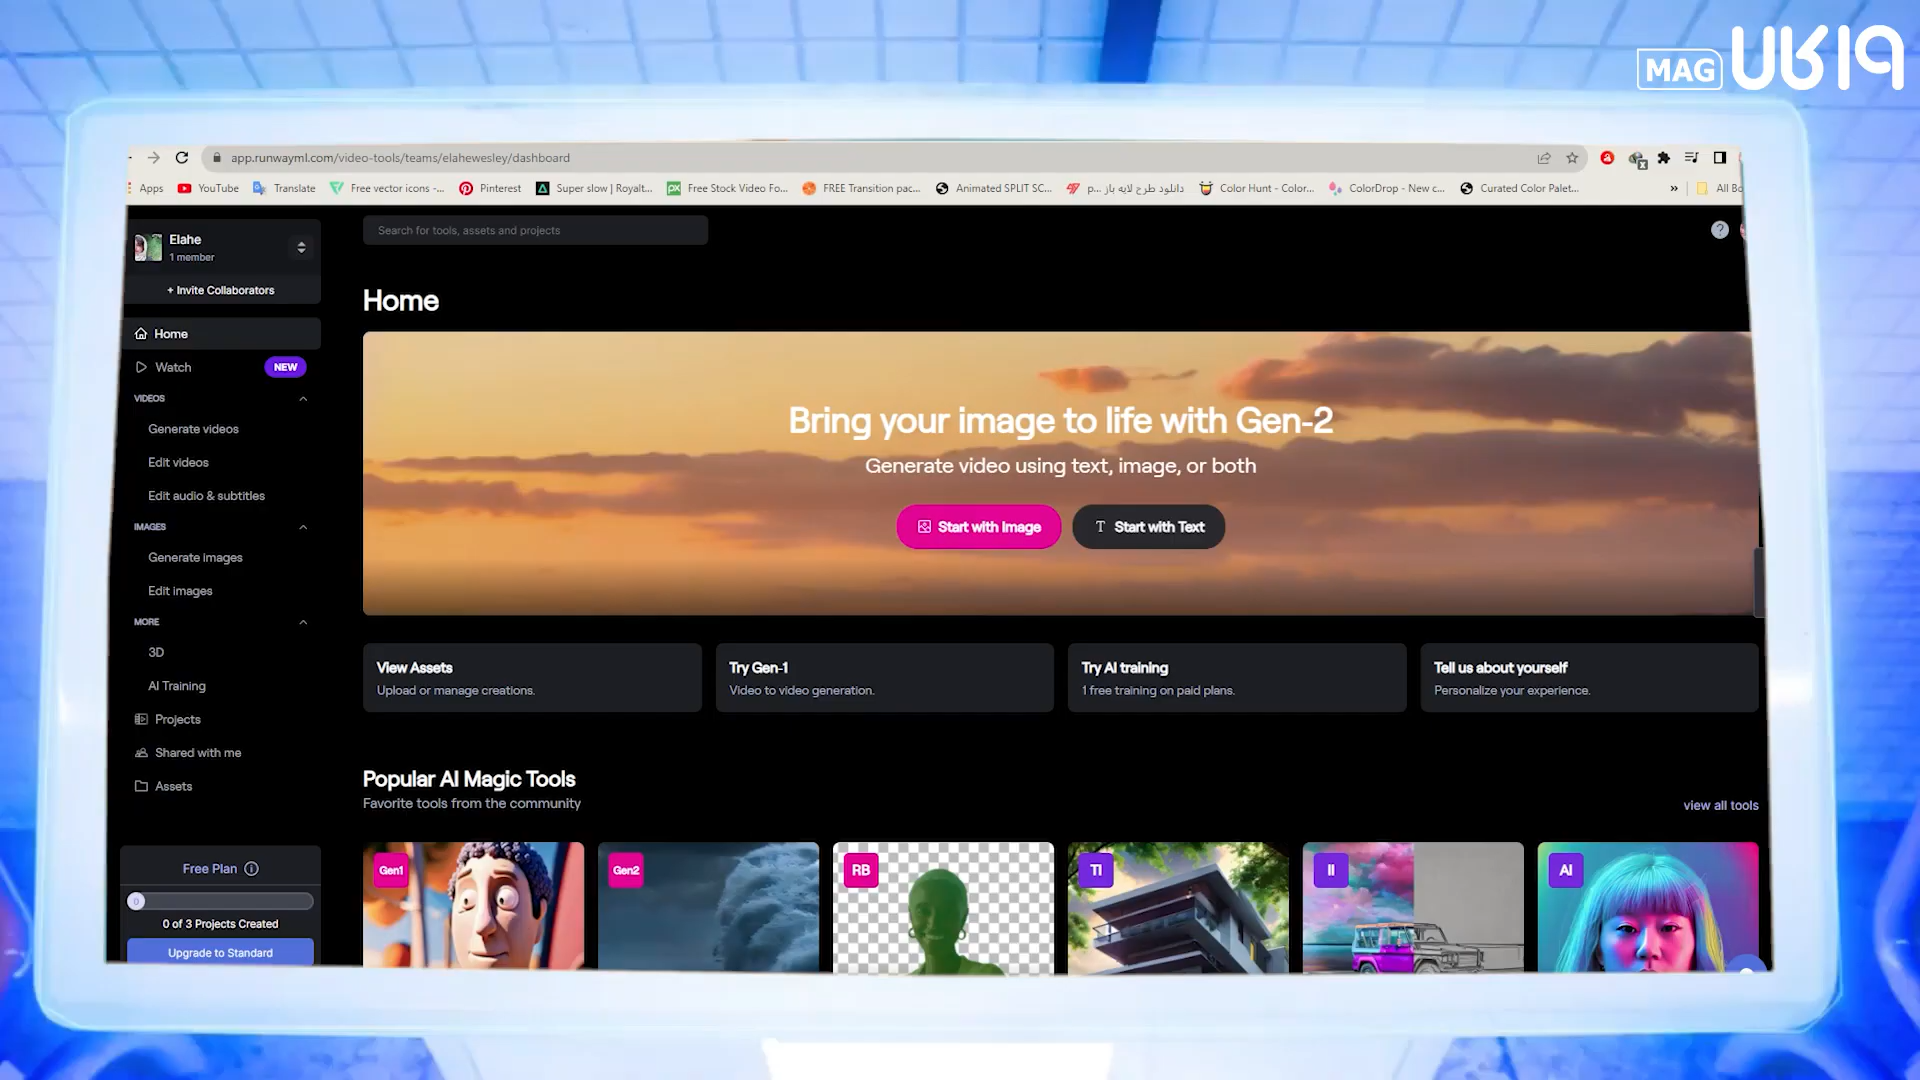 MAG
app.runwayml.com/video-tools/teams/elahewesley/dashboard
Apps
YouTube
Translate
Free vector icons -...
Pinterest
Super slow | Royalt...
Free Stock Video Fo...
FREE Transition pac...
Animated SPLIT SC...
دانلود طرح لایه باز p...
Color Hunt - Color...
ColorDrop - New c...
Curated Color Palet...
»
All Bo
Elahe
1 member
+ Invite Collaborators
Search for tools, assets and projects
?
Home
Watch
NEW
VIDEOS
Generate videos
Edit videos
Edit audio & subtitles
IMAGES
Generate images
Edit images
MORE
3D
AI Training
Projects
Shared with me
Assets
Free Plan
0
0 of 3 Projects Created
Upgrade to Standard
Home
Bring your image to life with Gen-2
Generate video using text, image, or both
Start with Image
Start with Text
View Assets
Upload or manage creations.
Try Gen-1
Video to video generation.
Try AI training
1 free training on paid plans.
Tell us about yourself
Personalize your experience.
Popular AI Magic Tools
Favorite tools from the community
view all tools
Gen1
Gen2
RB
TI
II
AI